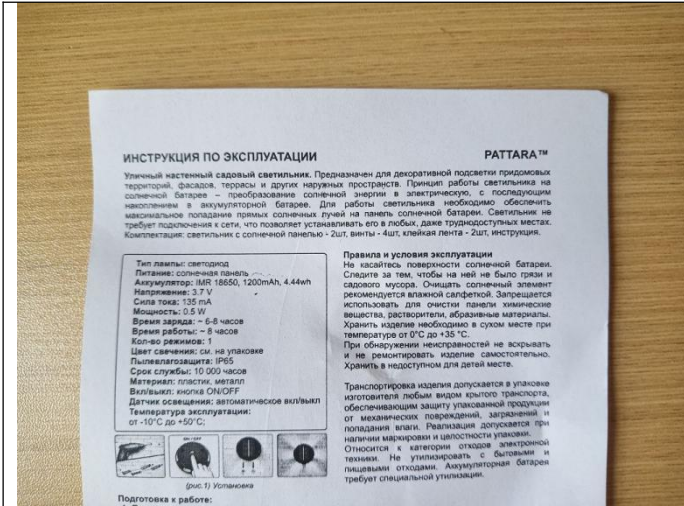 ИНСТРУКЦИЯ ПО ЭКСПЛУАТАЦИИ PATTARA™
Уличный настенный садовый светильник. Предназначен для декоративной подсветки придомовых
территорий, фасадов, террасы и других наружных пространств. Принцип работы светильника на
солнечной батарее – преобразование солнечной энергии в электрическую, с последующим
накоплением в аккумуляторной батарее. Для работы светильника необходимо обеспечить
максимальное попадание прямых солнечных лучей на панель солнечной батареи. Светильник не
требует подключения к сети, что позволяет устанавливать его в любых, даже труднодоступных местах.
Комплектация: светильник с солнечной панелью - 2шт, винты - 4шт, клейкая лента - 2шт, инструкция.
Тип лампы: светодиод
Питание: солнечная панель
Аккумулятор: IMR 18650, 1200mAh, 4.44wh
Напряжение: 3.7 V
Сила тока: 135 mA
Мощность: 0.5 W
Время заряда: ~ 6-8 часов
Время работы: ~ 8 часов
Кол-во режимов: 1
Цвет свечения: см. на упаковке
Пылевлагозащита: IP65
Срок службы: 10 000 часов
Материал: пластик, металл
Вкл/выкл: кнопка ON/OFF
Датчик освещения: автоматическое вкл/выкл
Температура эксплуатации:
от -10°С до +50°С;
ON / OFF
(рис.1) Установка
Подготовка к работе:
Правила и условия эксплуатации
Не касайтесь поверхности солнечной батареи.
Следите за тем, чтобы на ней не было грязи и
садового мусора. Очищать солнечный элемент
рекомендуется влажной салфеткой. Запрещается
использовать для очистки панели химические
вещества, растворители, абразивные материалы.
Хранить изделие необходимо в сухом месте при
температуре от 0°С до +35 °С.
При обнаружении неисправностей не вскрывать
и не ремонтировать изделие самостоятельно.
Хранить в недоступном для детей месте.
Транспортировка изделия допускается в упаковке
изготовителя любым видом крытого транспорта,
обеспечивающим защиту упакованной продукции
от механических повреждений, загрязнений и
попадания влаги. Реализация допускается при
наличии маркировки и целостности упаковки.
Относится к категории отходов электронной
техники. Не утилизировать с бытовыми и
пищевыми отходами. Аккумуляторная батарея
требует специальной утилизации.